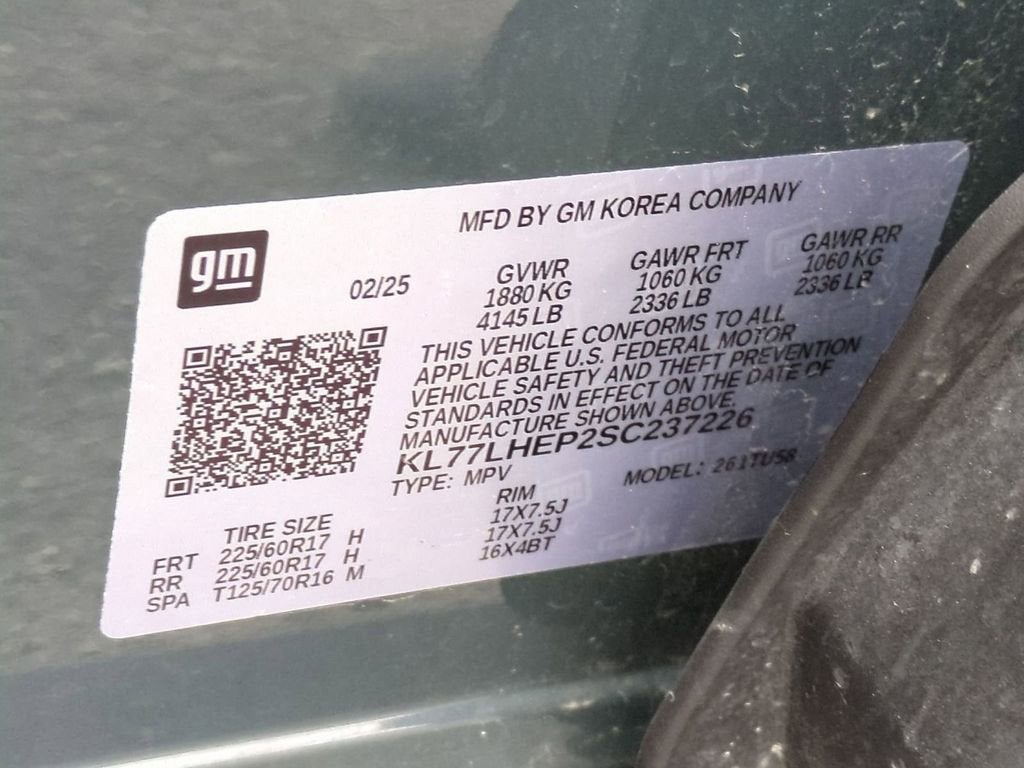 MFD BY GM KOREA COMPANY
gm
02/25
GVWR GAWR FRT GAWR RR
1880 KG 1060 KG 1060 KG
4145 LB 2336 LB 2336 LB
THIS VEHICLE CONFORMS TO ALL
APPLICABLE U.S. FEDERAL MOTOR
VEHICLE SAFETY AND THEFT PREVENTION
STANDARDS IN EFFECT ON THE DATE OF
MANUFACTURE SHOWN ABOVE.
KL77LHEP2SC237226
TYPE: MPV MODEL: 261TU58
TIRE SIZE RIM
FRT 225/60R17 H 17X7.5J
RR 225/60R17 H 17X7.5J
SPA T125/70R16 M 16X4BT